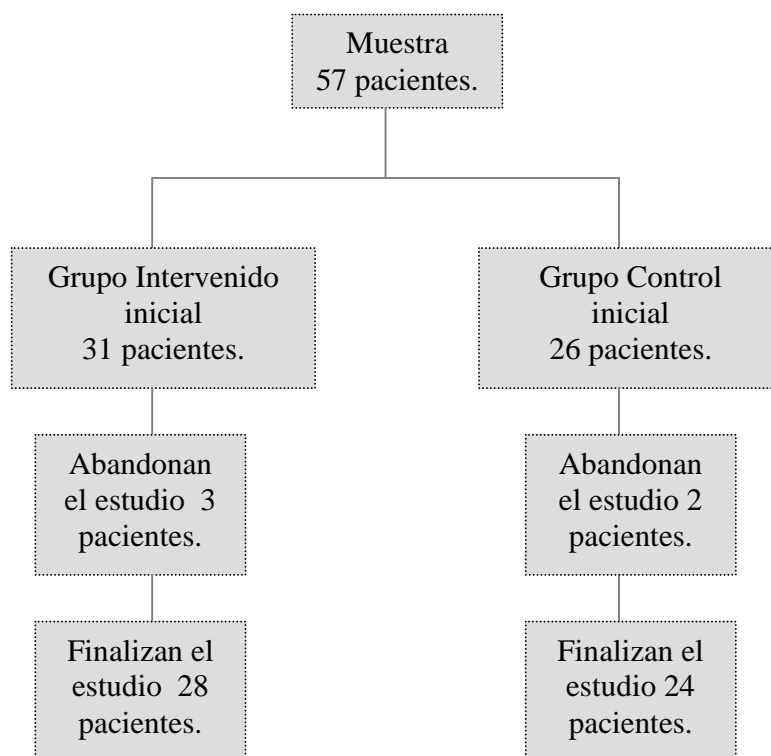 Muestra
57 pacientes.
Grupo Intervenido
inicial
31 pacientes.
Grupo Control
inicial
26 pacientes.
Abandonan
el estudio 3
pacientes.
Abandonan
el estudio 2
pacientes.
Finalizan el
estudio 28
pacientes.
Finalizan el
estudio 24
pacientes.